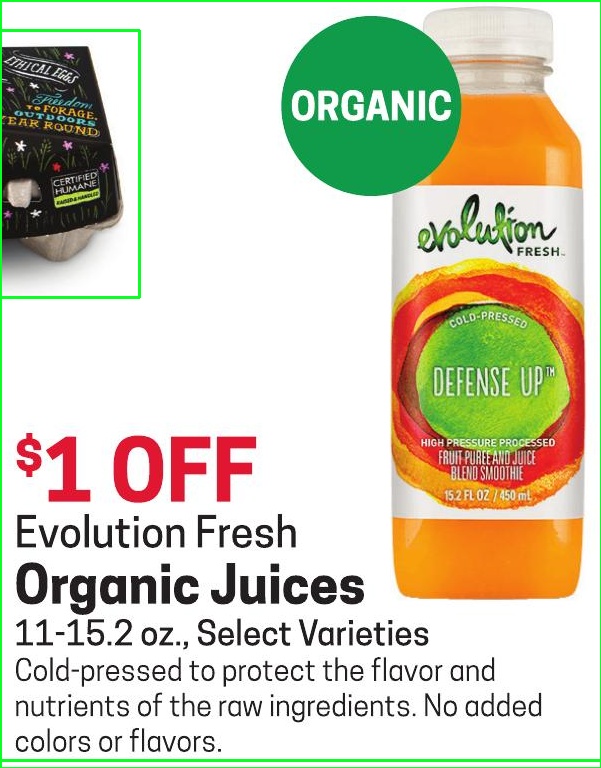 ETHICAL EGGS
Freedom
TO FORAGE,
OUTDOORS
YEAR ROUND
CERTIFIED
HUMANE
RAISED & HANDLED
ORGANIC
evolution
FRESH™
COLD-PRESSED
DEFENSE UP™
HIGH PRESSURE PROCESSED
FRUIT PUREE AND JUICE
BLEND SMOOTHIE
15.2 FL OZ / 450 mL
$1 OFF
Evolution Fresh
Organic Juices
11-15.2 oz., Select Varieties
Cold-pressed to protect the flavor and
nutrients of the raw ingredients. No added
colors or flavors.